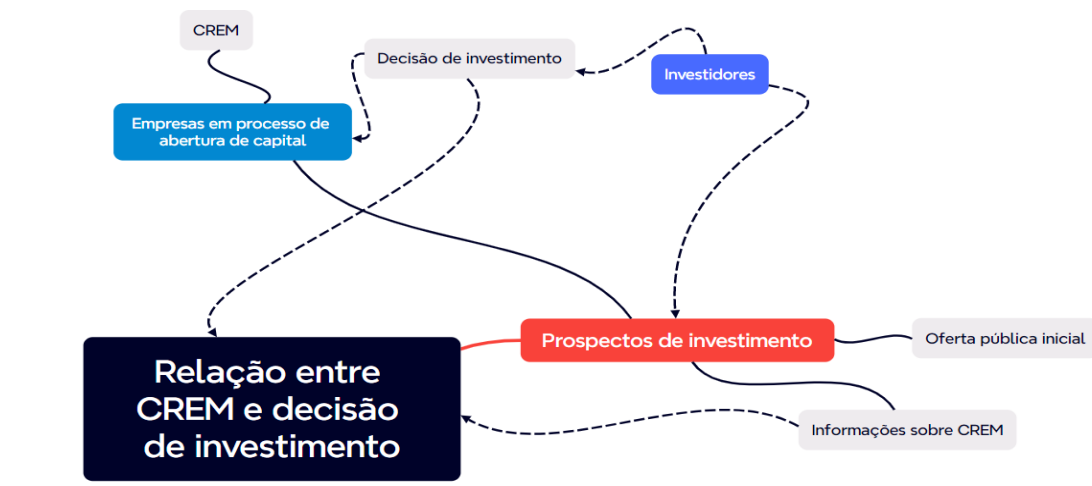 CREM
Decisão de investimento
Investidores
Empresas em processo de
abertura de capital
Prospectos de investimento
Oferta pública inicial
Relação entre
CREM e decisão
de investimento
Informações sobre CREM